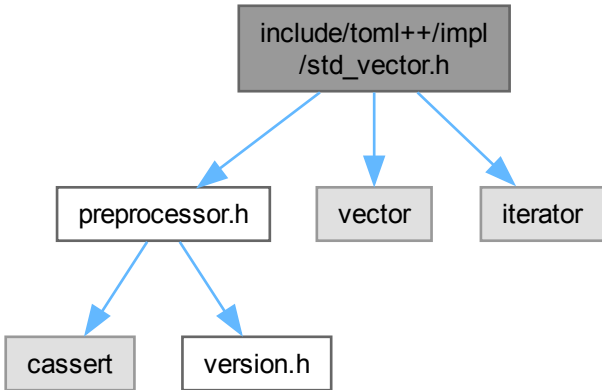 include/toml++/impl
/std_vector.h
preprocessor.h
vector
iterator
cassert
version.h